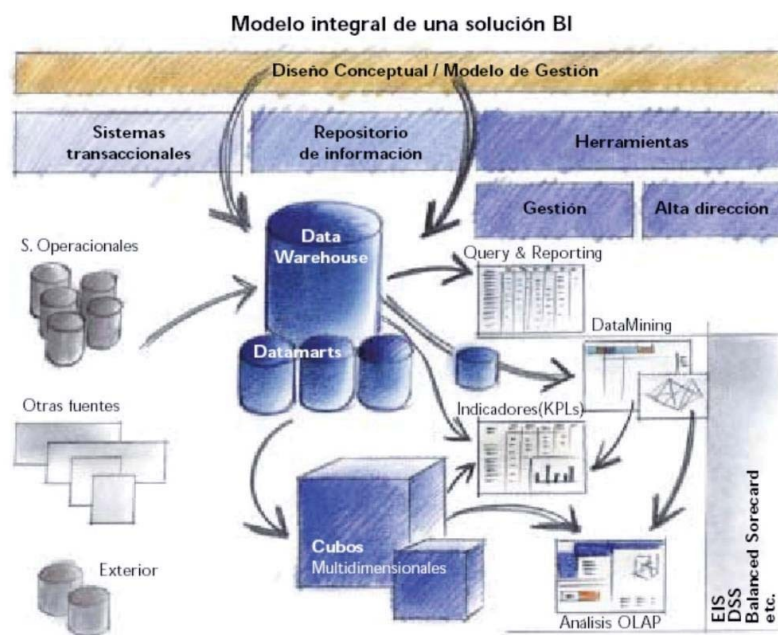 Modelo integral de una solución BI
Diseño Conceptual / Modelo de Gestión
Sistemas
transaccionales
Repositorio
de información
Herramientas
Gestión
Alta dirección
S. Operacionales
Data
Warehouse
Query & Reporting
DataMining
Datamarts
Otras fuentes
Indicadores(KPLs)
Cubos
Multidimensionales
Exterior
Análisis OLAP
EIS
DSS
Balanced Sorecard
etc.